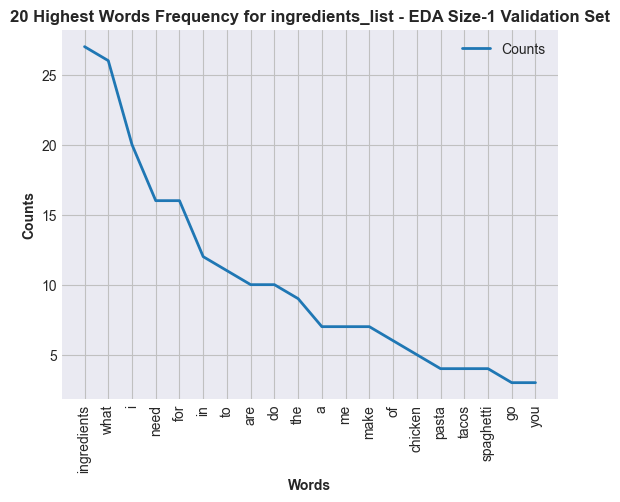 20 Highest Words Frequency for ingredients_list - EDA Size-1 Validation Set
Counts
25
20
15
10
5
Counts
ingredients
what
i
need
for
in
to
are
do
the
a
me
make
of
chicken
pasta
tacos
spaghetti
go
you
Words